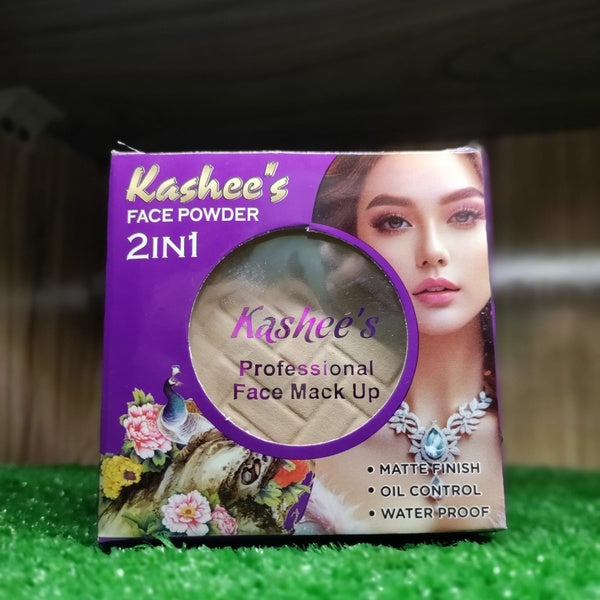 Kashee's
FACE POWDER
2IN1
Kashee's
Professional
Face Mack Up
• MATTE FINISH
• OIL CONTROL
• WATER PROOF